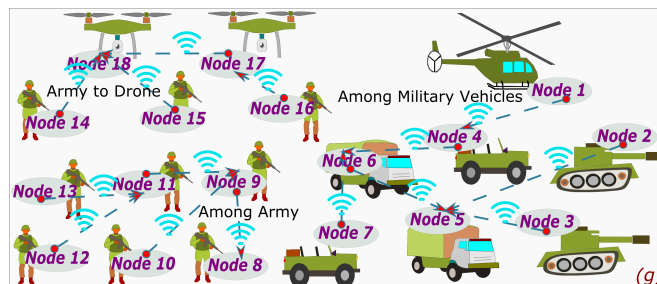 Node 18
Node 17
Army to Drone
Node 14
Node 15
Node 16
Among Military Vehicles
Node 1
Node 4
Node 2
Node 6
Node 13
Node 11
Node 9
Among Army
Node 5
Node 3
Node 7
Node 12
Node 10
Node 8
(g